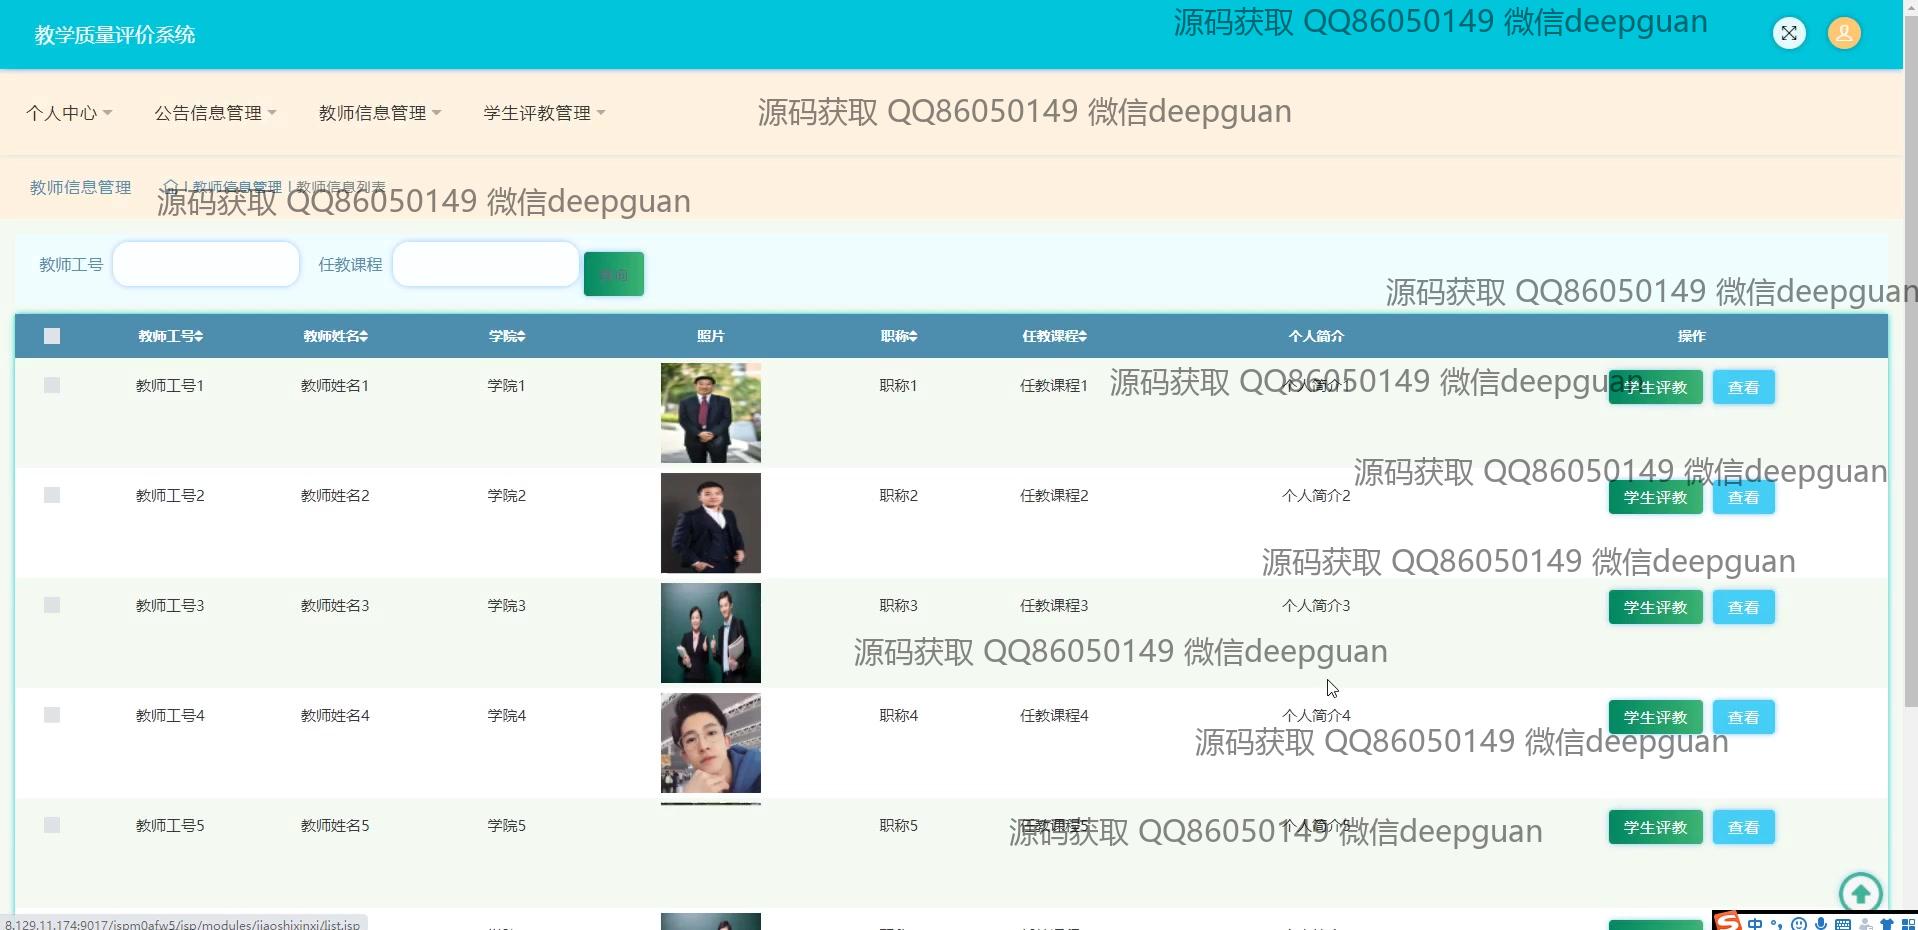 教学质量评价系统
源码获取 QQ86050149 微信deepguan
个人中心 公告信息管理 教师信息管理 学生评教管理
源码获取 QQ86050149 微信deepguan
教师信息管理 | 教师信息管理 | 教师信息列表
源码获取 QQ86050149 微信deepguan
教师工号 任教课程 查询
源码获取 QQ86050149 微信deepguan
教师工号 教师姓名 学院 照片 职称 任教课程 个人简介 操作
教师工号1 教师姓名1 学院1 职称1 任教课程1 个人简介1 学生评教 查看
源码获取 QQ86050149 微信deepguan
源码获取 QQ86050149 微信deepguan
教师工号2 教师姓名2 学院2 职称2 任教课程2 个人简介2 学生评教 查看
源码获取 QQ86050149 微信deepguan
教师工号3 教师姓名3 学院3 职称3 任教课程3 个人简介3 学生评教 查看
源码获取 QQ86050149 微信deepguan
教师工号4 教师姓名4 学院4 职称4 任教课程4 个人简介4 学生评教 查看
源码获取 QQ86050149 微信deepguan
教师工号5 教师姓名5 学院5 职称5 任教课程5 个人简介5 学生评教 查看
源码获取 QQ86050149 微信deepguan
8.129.11.174:9017/jspm0afw5/jsp/modules/jiaoshixinxi/list.jsp
中